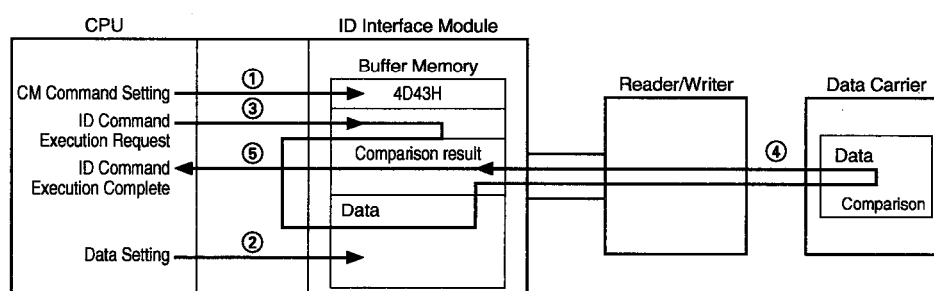 CPU
ID Interface Module
Buffer Memory
Reader/Writer
Data Carrier
CM Command Setting
①
4D43H
ID Command
Execution Request
③
ID Command
Execution Complete
⑤
Comparison result
④
Data
Comparison
Data
Data Setting
②